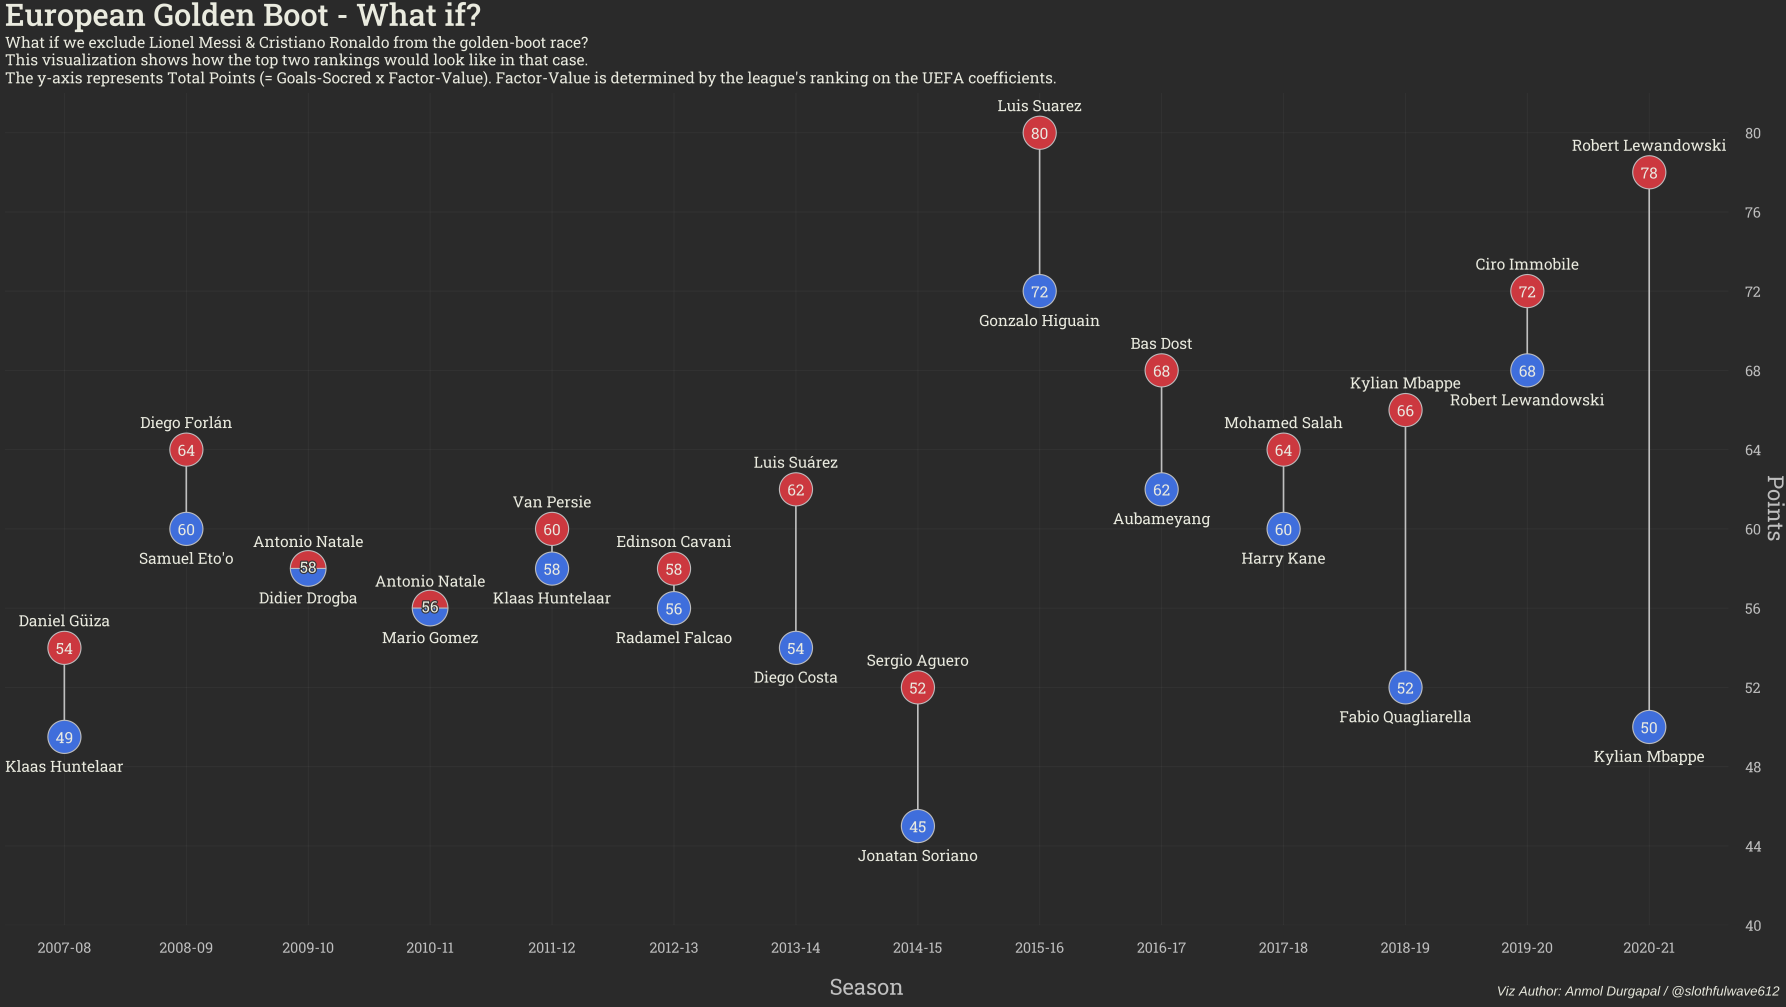 European Golden Boot - What if?
What if we exclude Lionel Messi & Cristiano Ronaldo from the golden-boot race?
This visualization shows how the top two rankings would look like in that case.
The y-axis represents Total Points (= Goals-Socred x Factor-Value). Factor-Value is determined by the league's ranking on the UEFA coefficients.
Daniel Güiza
54
49
Klaas Huntelaar
Diego Forlán
64
60
Samuel Eto'o
Antonio Natale
58
Didier Drogba
Antonio Natale
56
Mario Gomez
Van Persie
60
58
Klaas Huntelaar
Edinson Cavani
58
56
Radamel Falcao
Luis Suárez
62
54
Diego Costa
Sergio Aguero
52
45
Jonatan Soriano
Luis Suarez
80
72
Gonzalo Higuain
Bas Dost
68
62
Aubameyang
Mohamed Salah
64
60
Harry Kane
Kylian Mbappe
66
52
Fabio Quagliarella
Ciro Immobile
72
68
Robert Lewandowski
Robert Lewandowski
78
50
Kylian Mbappe
80
76
72
68
64
60
56
52
48
44
40
Points
2007-08
2008-09
2009-10
2010-11
2011-12
2012-13
2013-14
2014-15
2015-16
2016-17
2017-18
2018-19
2019-20
2020-21
Season
Viz Author: Anmol Durgapal / @slothfulwave612